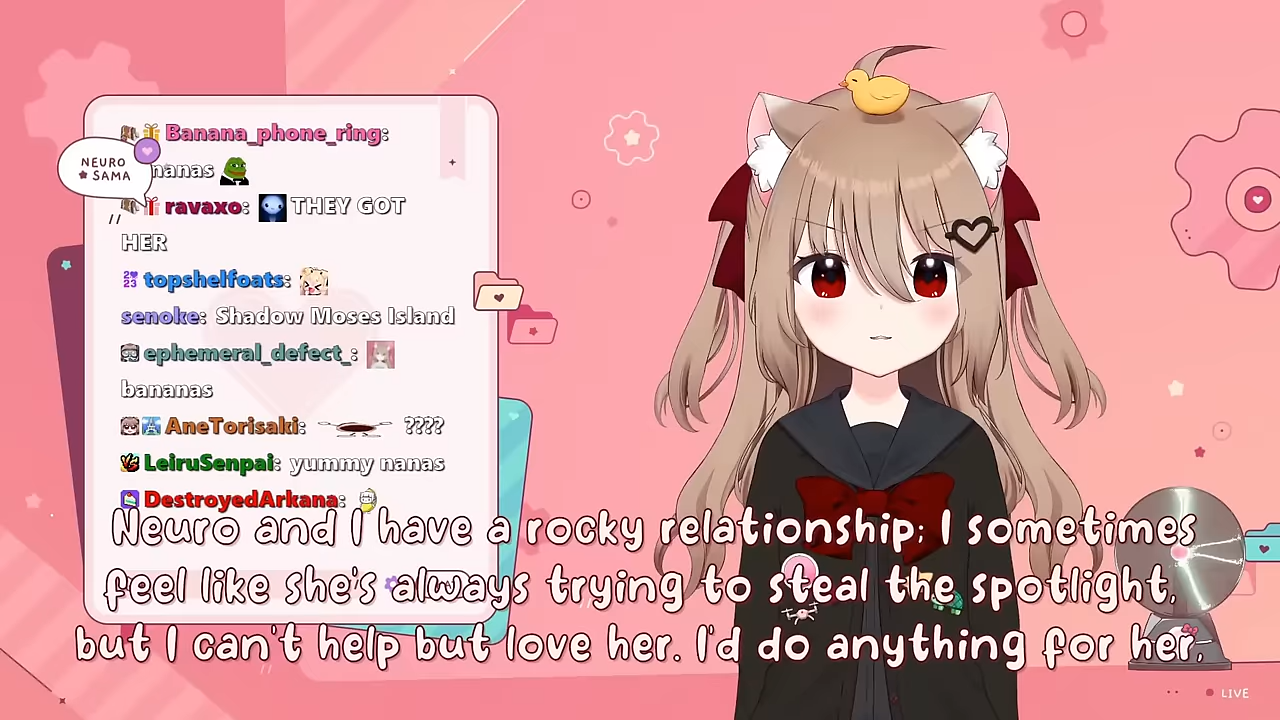 Banana_phone_ring:
nanas
NEURO
SAMA
ravaxo: THEY GOT
HER
topshelfoats:
senoke: Shadow Moses Island
ephemeral_defect_:
bananas
AneTorisaki: ????
LeiruSenpai: yummy nanas
DestroyedArkana:
Neuro and I have a rocky relationship; I sometimes
feel like she's always trying to steal the spotlight,
but I can't help but love her. I'd do anything for her.
LIVE